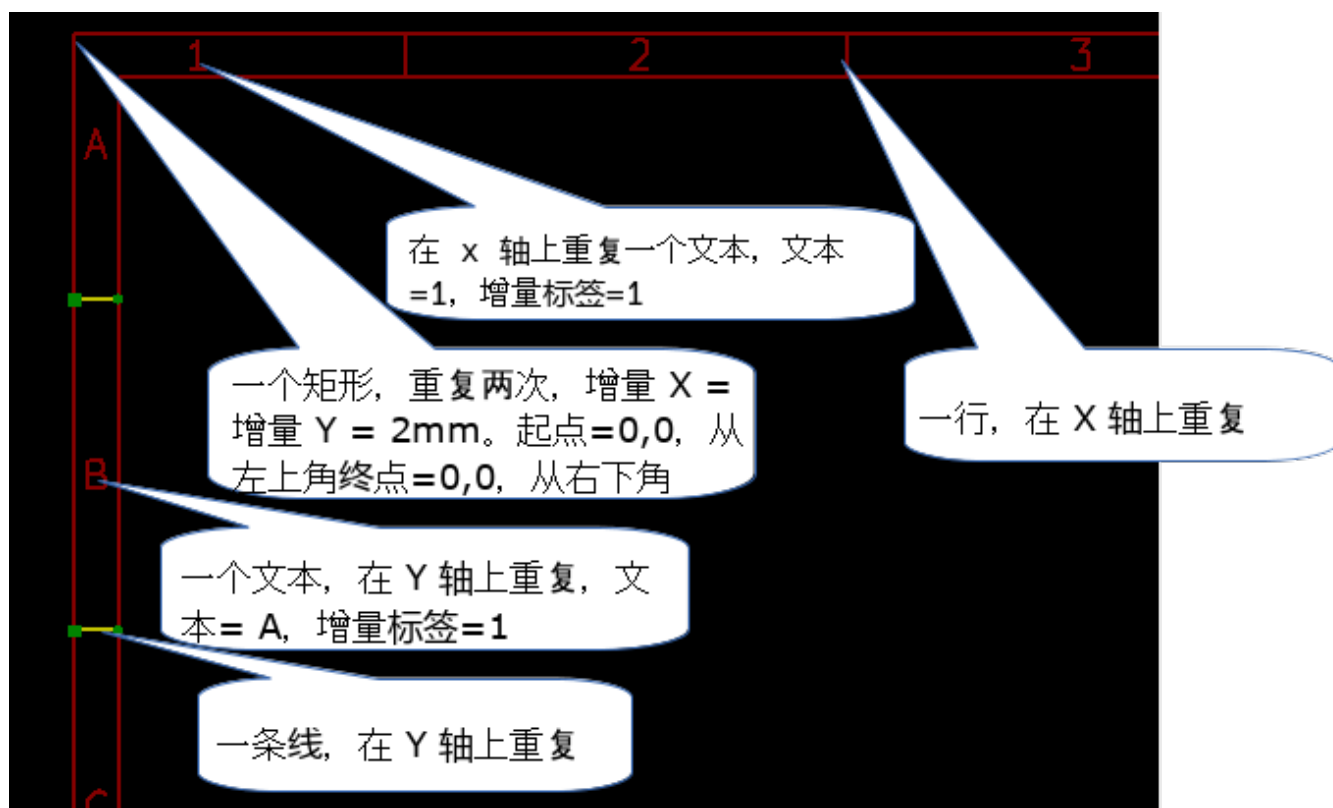 1 2 3
A
在 x 轴上重复一个文本，文本
=1，增量标签=1
一个矩形，重复两次，增量 X =
增量 Y = 2mm。起点=0,0，从
左上角终点=0,0，从右下角
一行，在 X 轴上重复
B
一个文本，在 Y 轴上重复，文
本= A，增量标签=1
一条线，在 Y 轴上重复
C